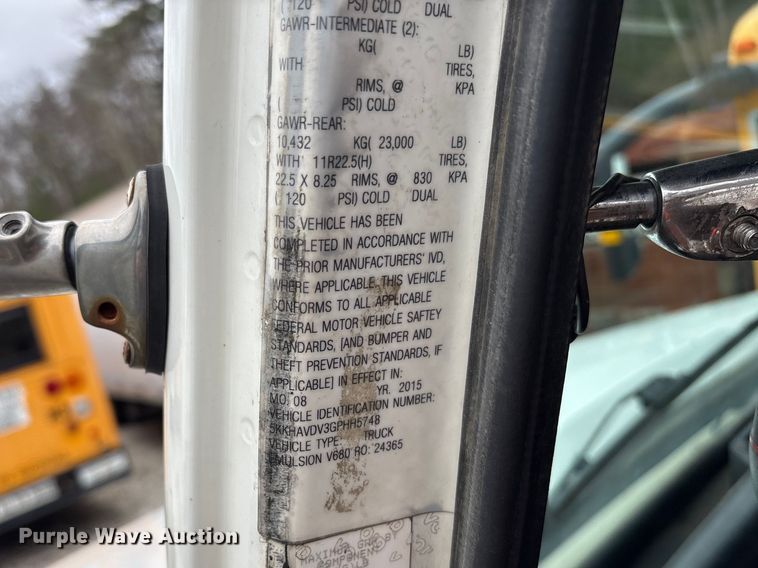 ( 120 PSI) COLD DUAL
GAWR-INTERMEDIATE (2):
KG( LB)
WITH TIRES,
RIMS, @ KPA
( PSI) COLD
GAWR-REAR:
10,432 KG( 23,000 LB)
WITH 11R22.5(H) TIRES,
22.5 X 8.25 RIMS, @ 830 KPA
( 120 PSI) COLD DUAL
THIS VEHICLE HAS BEEN
COMPLETED IN ACCORDANCE WITH
THE PRIOR MANUFACTURERS' IVD,
WHERE APPLICABLE. THIS VEHICLE
CONFORMS TO ALL APPLICABLE
FEDERAL MOTOR VEHICLE SAFTEY
STANDARDS, [AND BUMPER AND
THEFT PREVENTION STANDARDS, IF
APPLICABLE] IN EFFECT IN:
MO. 08 YR. 2015
VEHICLE IDENTIFICATION NUMBER:
5KKHAVDV3GPHH5748
VEHICLE TYPE: TRUCK
EMULSION V680 RO: 24365
MAXIMUM BY
COMPONENT
Purple Wave Auction